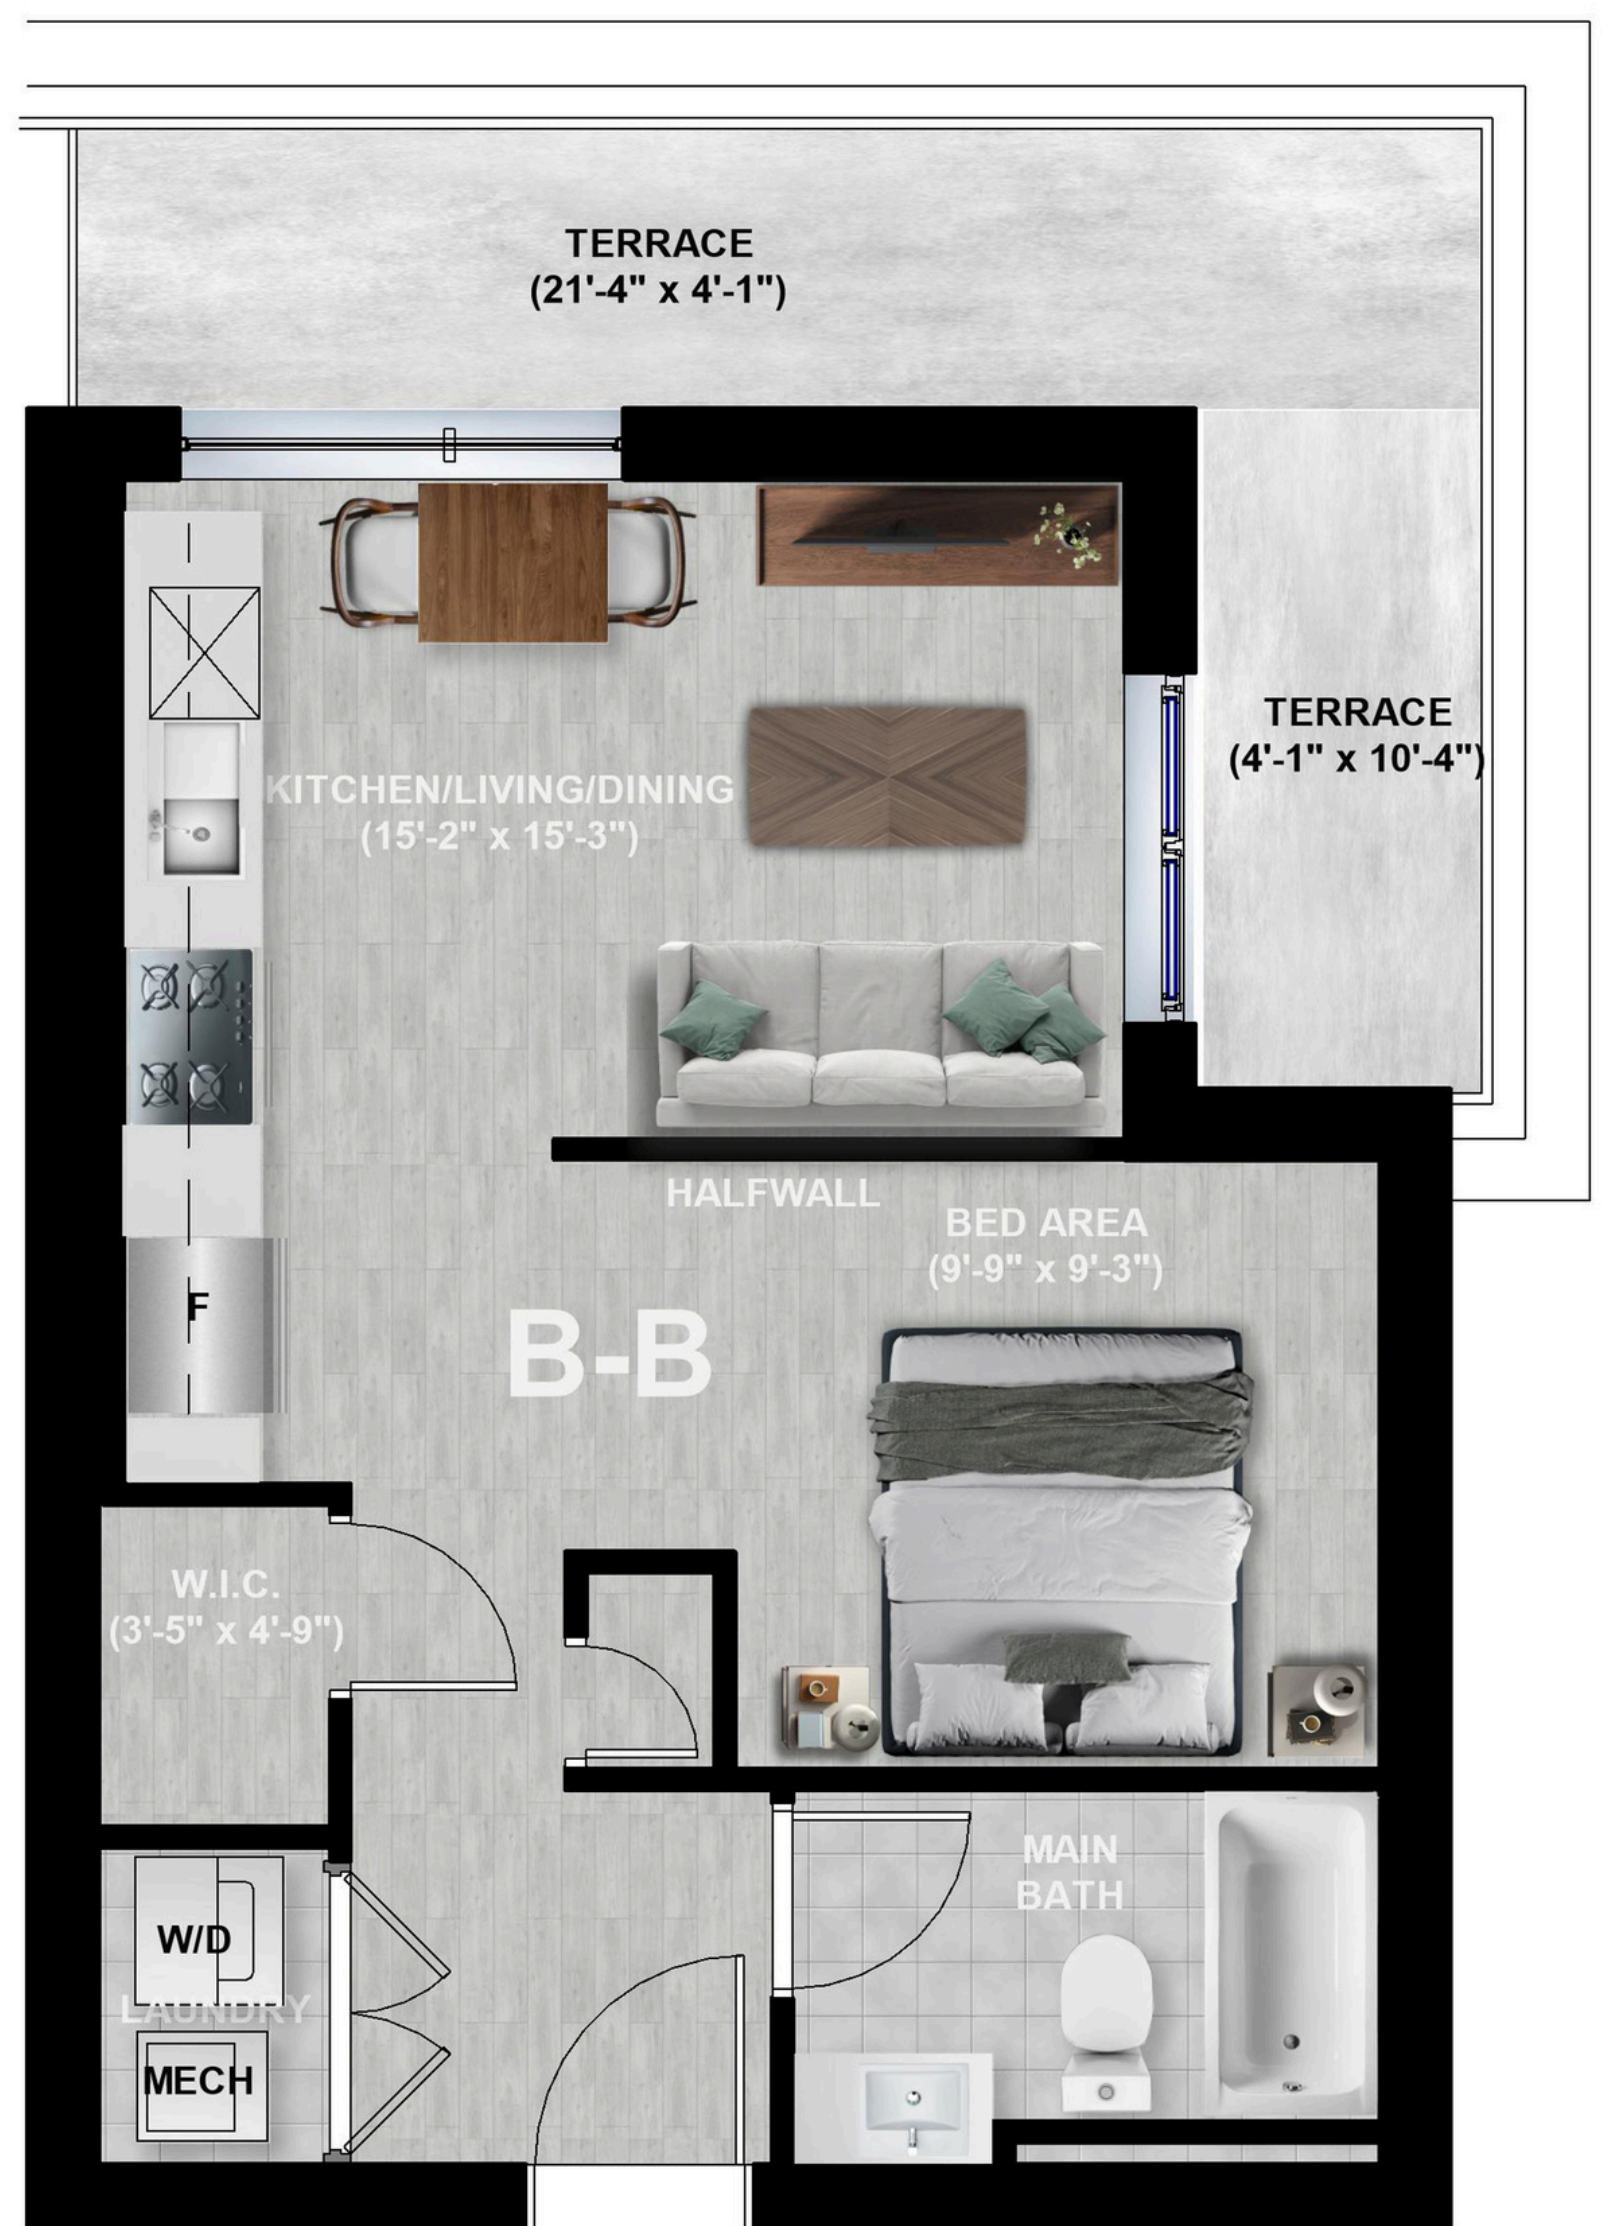 TERRACE
(21'-4" x 4'-1")
TERRACE
(4'-1" x 10'-4")
KITCHEN/LIVING/DINING
(15'-2" x 15'-3")
HALFWALL
BED AREA
(9'-9" x 9'-3")
F
B-B
W.I.C.
(3'-5" x 4'-9")
MAIN
BATH
W/D
LAUNDRY
MECH